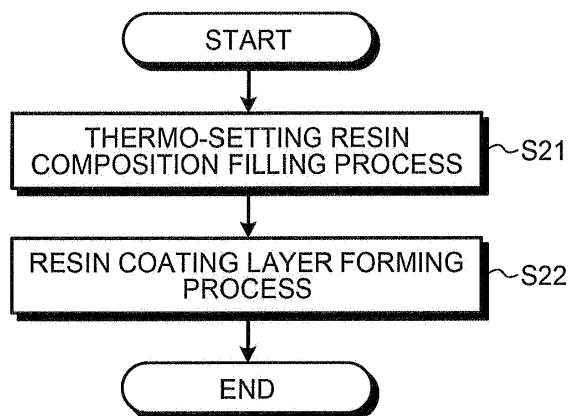 START
THERMO-SETTING RESIN
COMPOSITION FILLING PROCESS
S21
RESIN COATING LAYER FORMING
PROCESS
S22
END